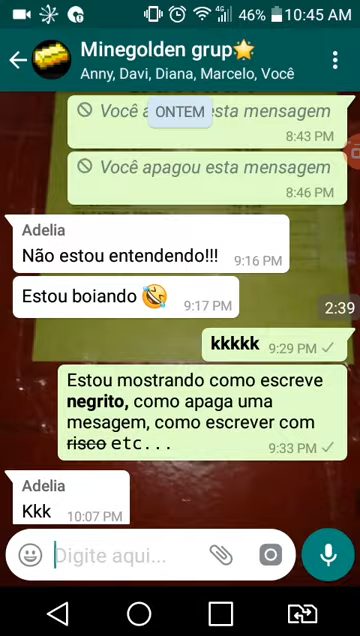 46% 10:45 AM
Minegolden grup
Anny, Davi, Diana, Marcelo, Você
Você a esta mensagem
ONTEM
8:43 PM
Você apagou esta mensagem
8:46 PM
Adelia
Não estou entendendo!!!
9:16 PM
Estou boiando
9:17 PM
2:39
kkkkk 9:29 PM
Estou mostrando como escreve
negrito, como apaga uma
mesagem, como escrever com
risco etc...
9:33 PM
Adelia
Kkk 10:07 PM
Digite aqui...